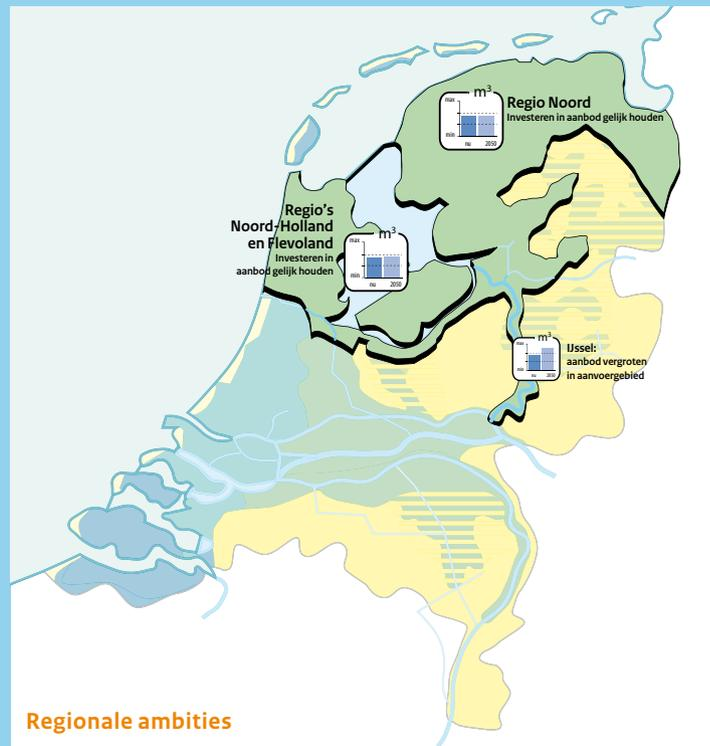 m³
max
min
nu 2050
Regio Noord
Investeren in aanbod gelijk houden
Regio's
Noord-Holland
en Flevoland
Investeren in
aanbod gelijk houden
m³
max
min
nu 2050
m³
max
min
nu 2050
IJssel:
aanbod vergroten
in aanvoergebied
Regionale ambities